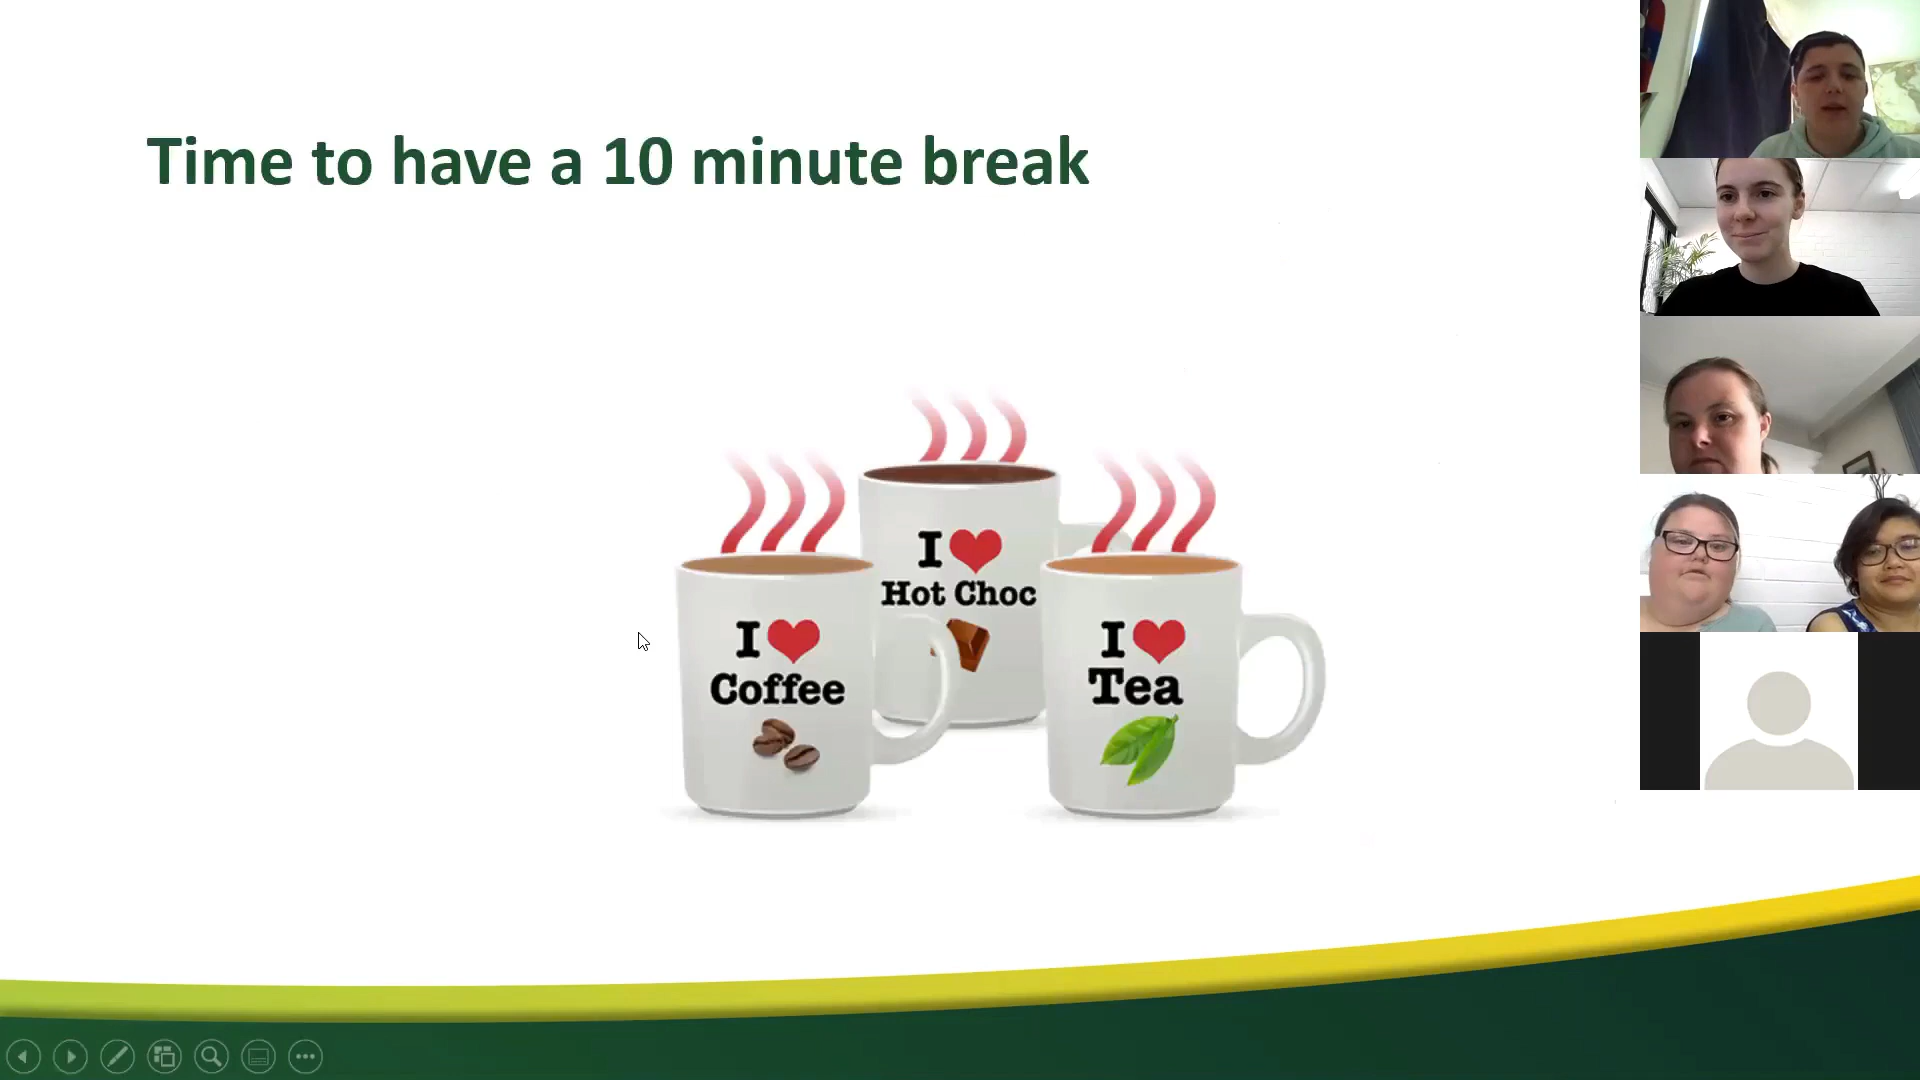 Time to have a 10 minute break
I ❤
Hot Choc
I ❤
Coffee
I ❤
Tea